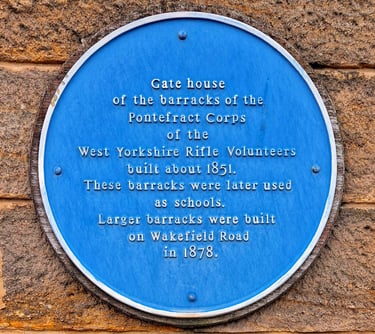 Gate house
of the barracks of the
Pontefract Corps
of the
West Yorkshire Rifle Volunteers
built about 1851.
These barracks were later used
as schools.
Larger barracks were built
on Wakefield Road
in 1878.